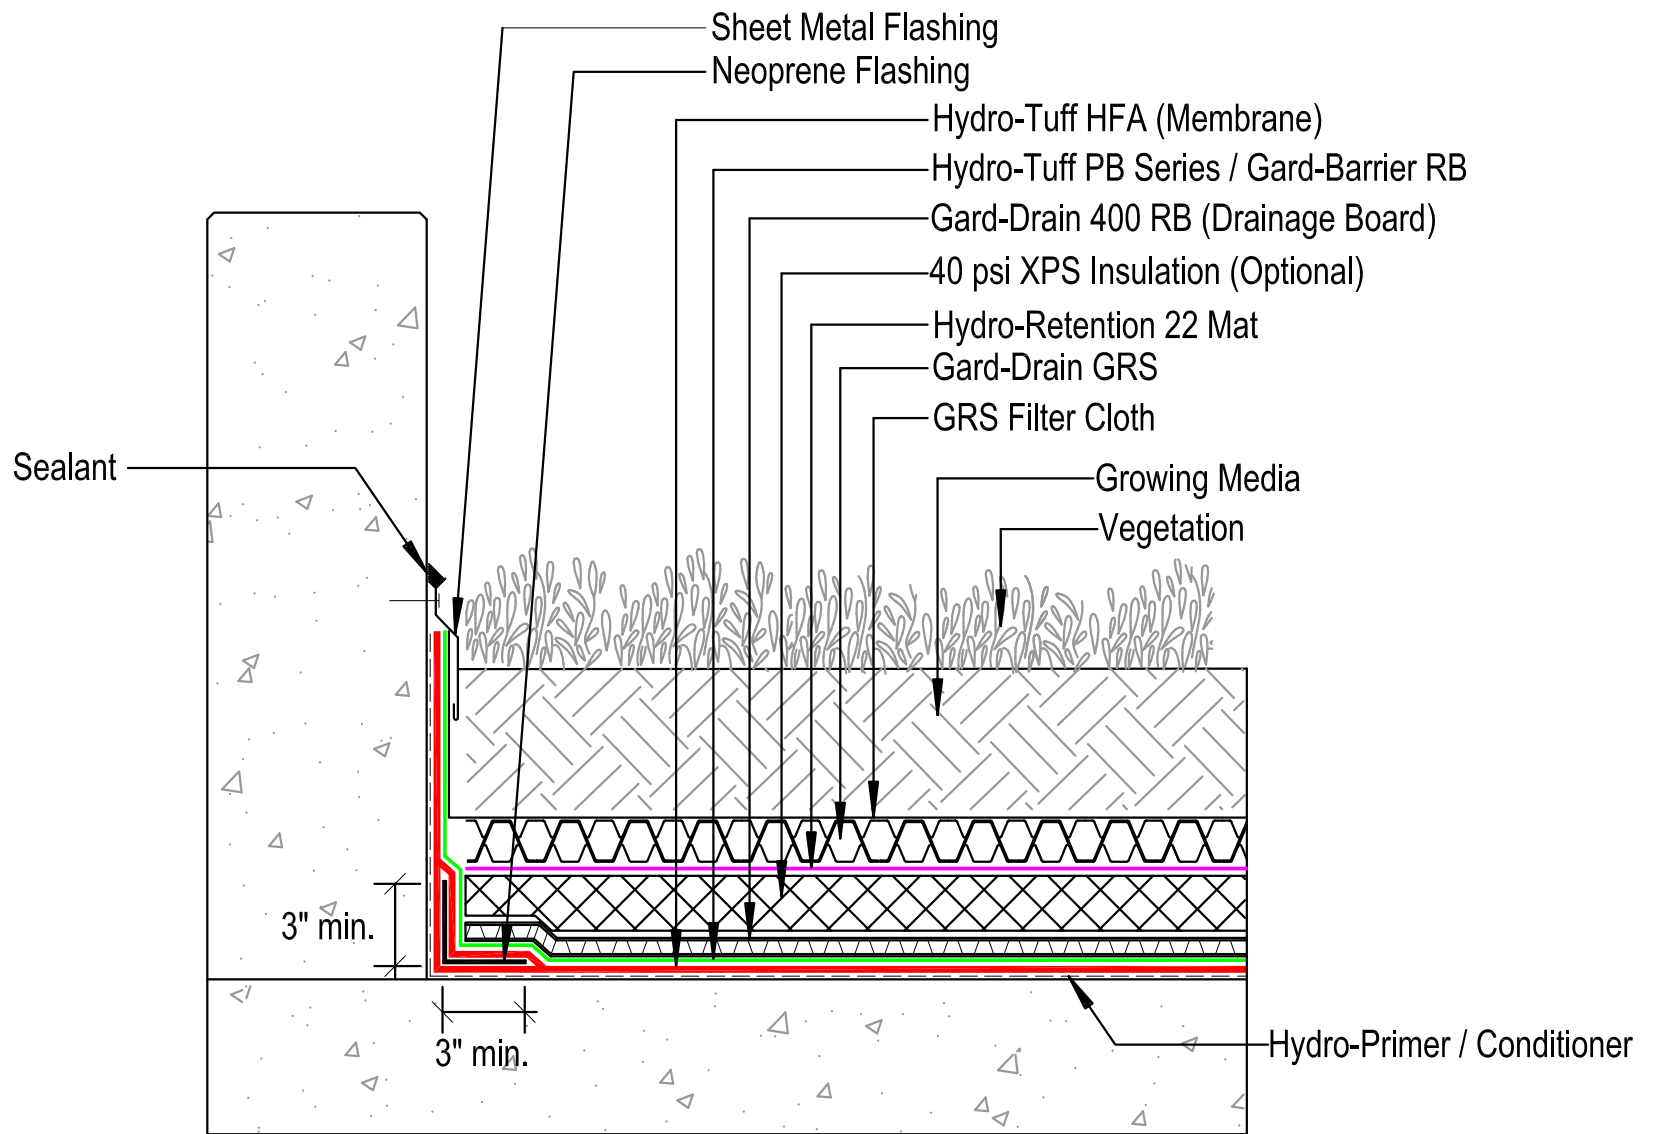 Sheet Metal Flashing
Neoprene Flashing
Hydro-Tuff HFA (Membrane)
Hydro-Tuff PB Series / Gard-Barrier RB
Gard-Drain 400 RB (Drainage Board)
40 psi XPS Insulation (Optional)
Hydro-Retention 22 Mat
Gard-Drain GRS
GRS Filter Cloth
Sealant
Growing Media
Vegetation
3" min.
3" min.
Hydro-Primer / Conditioner